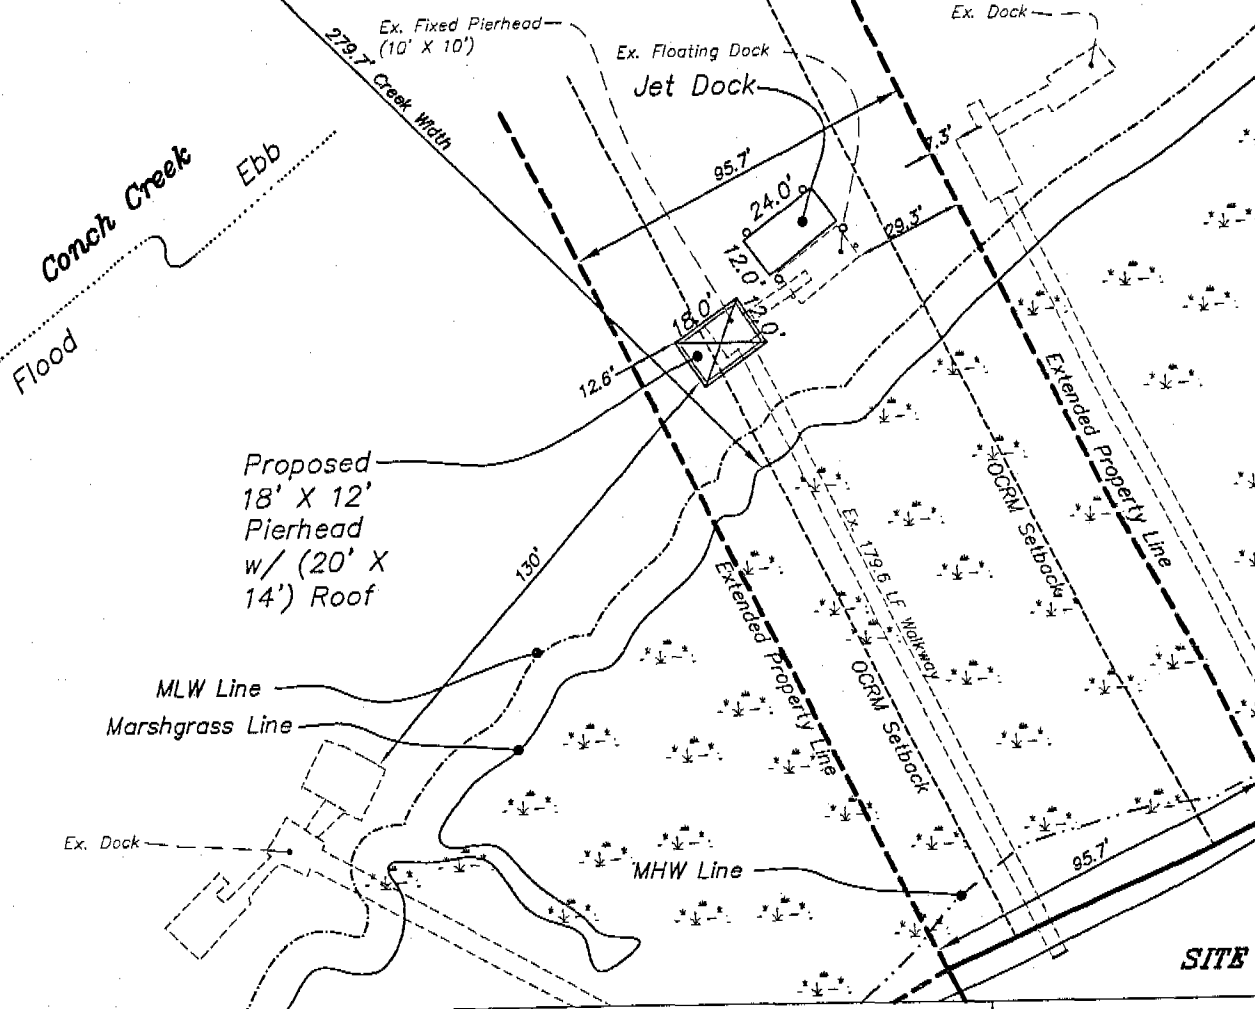 Ex. Fixed Pierhead
(10' X 10')
Ex. Dock
279.7' Creek Width
Ex. Floating Dock
Jet Dock
Conch Creek
Ebb
Flood
95.7'
24.0'
12.0'
29.3'
18.0'
12.0'
12.6'
Proposed
18' X 12'
Pierhead
w/ (20' X
14') Roof
130'
Extended Property Line
OCRM Setback
Ex. 179.6 LF Walkway
Extended Property Line
OCRM Setback
MLW Line
Marshgrass Line
Ex. Dock
MHW Line
95.7'
SITE